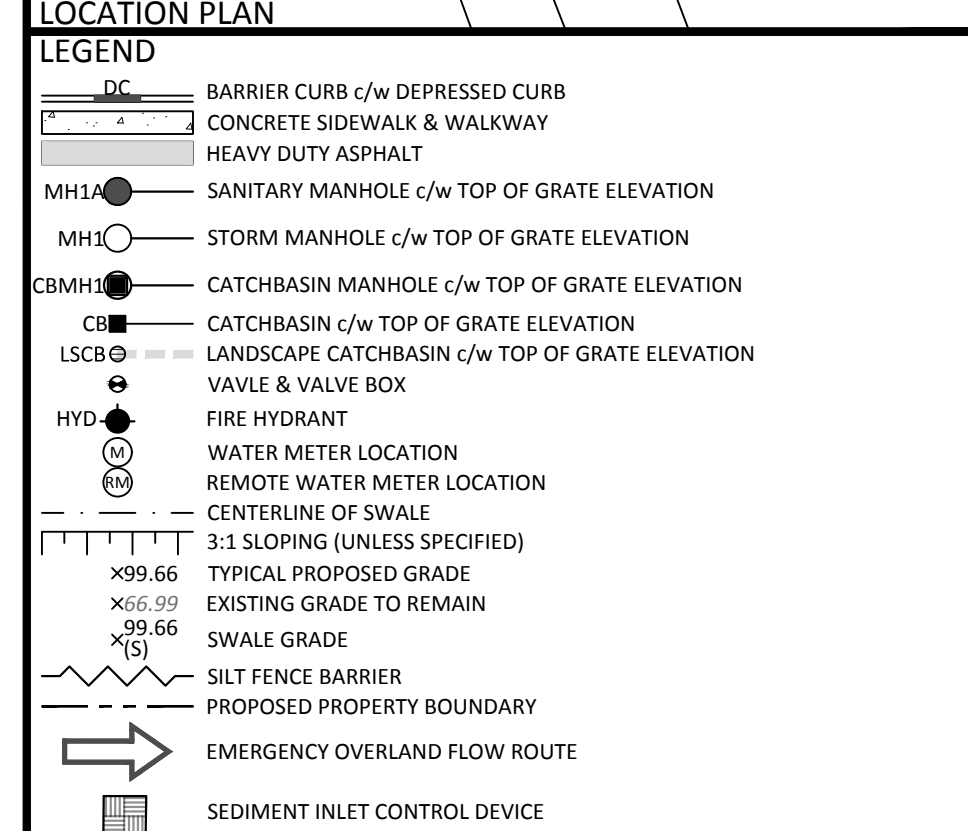 LOCATION PLAN
LEGEND
DC BARRIER CURB c/w DEPRESSED CURB
CONCRETE SIDEWALK & WALKWAY
HEAVY DUTY ASPHALT
MH1A SANITARY MANHOLE c/w TOP OF GRATE ELEVATION
MH1 STORM MANHOLE c/w TOP OF GRATE ELEVATION
CBMH1 CATCHBASIN MANHOLE c/w TOP OF GRATE ELEVATION
CB CATCHBASIN c/w TOP OF GRATE ELEVATION
LSCB LANDSCAPE CATCHBASIN c/w TOP OF GRATE ELEVATION
VAVLE & VALVE BOX
HYD FIRE HYDRANT
M WATER METER LOCATION
RM REMOTE WATER METER LOCATION
CENTERLINE OF SWALE
3:1 SLOPING (UNLESS SPECIFIED)
×99.66 TYPICAL PROPOSED GRADE
×66.99 EXISTING GRADE TO REMAIN
×99.66
(S) SWALE GRADE
SILT FENCE BARRIER
PROPOSED PROPERTY BOUNDARY
EMERGENCY OVERLAND FLOW ROUTE
SEDIMENT INLET CONTROL DEVICE